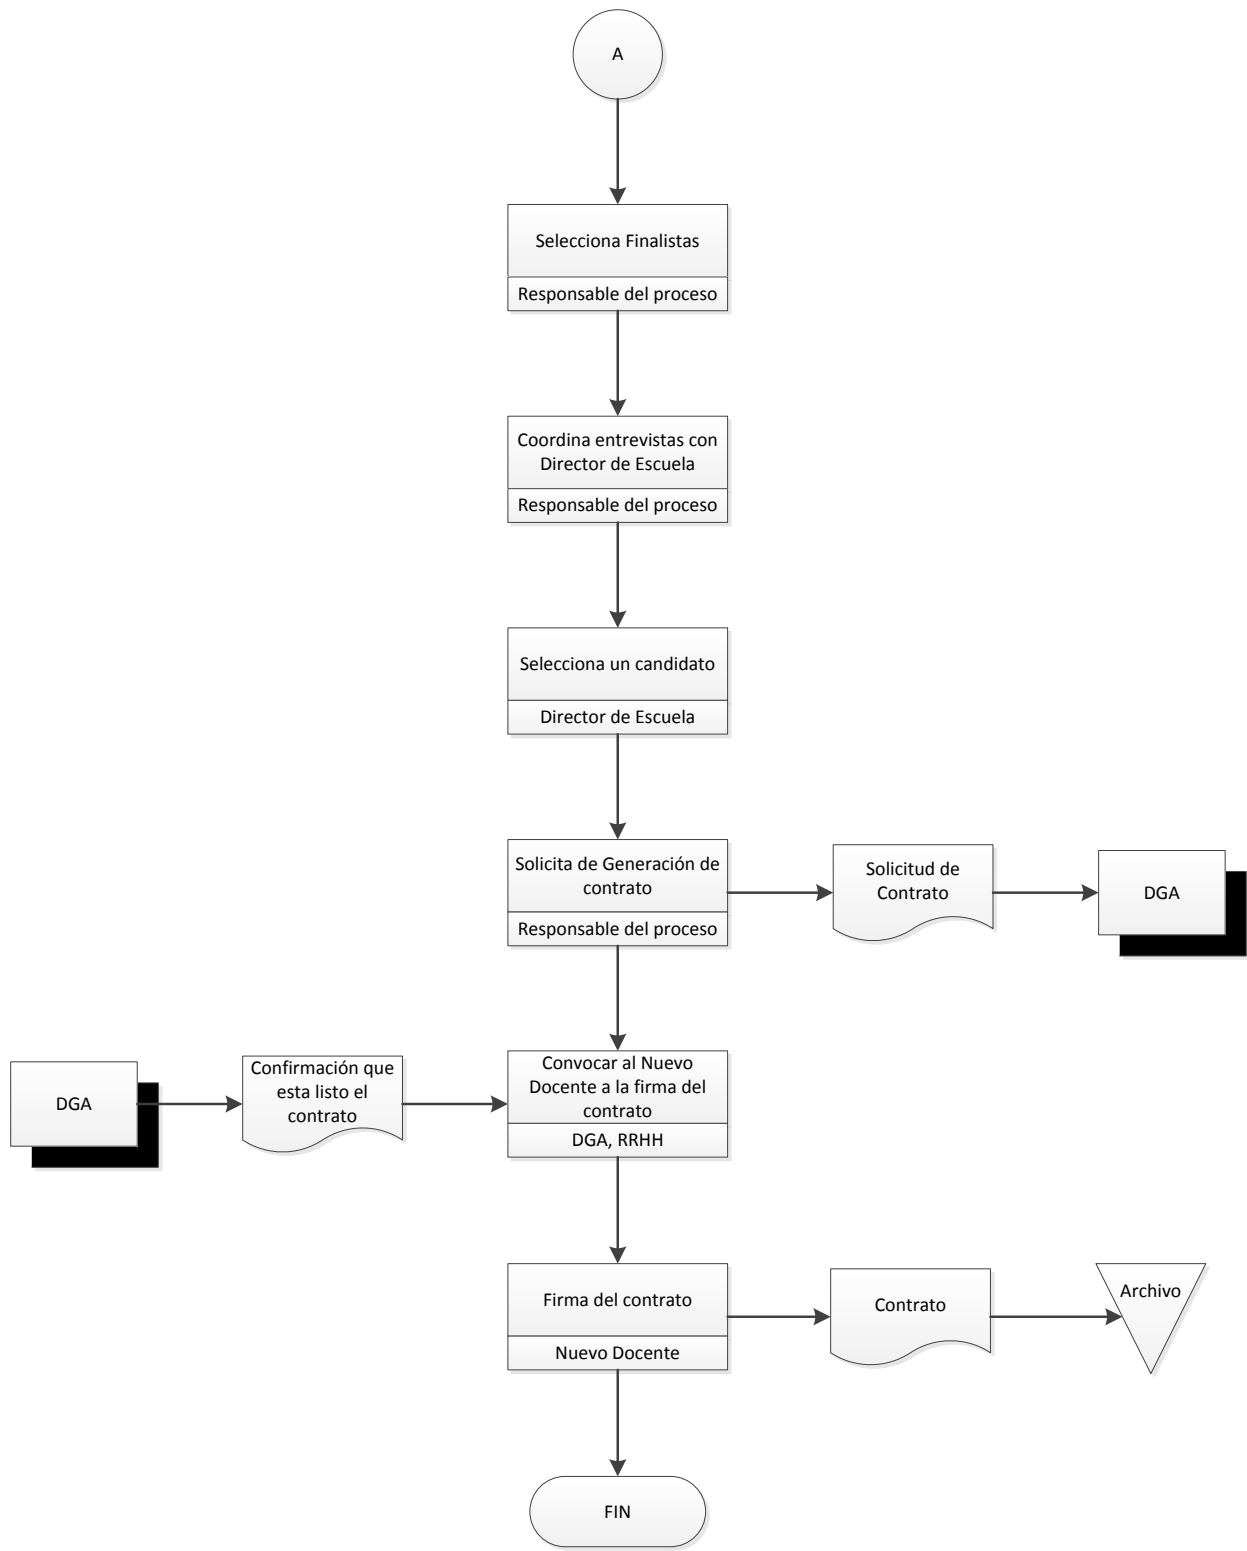 A
Selecciona Finalistas
Responsable del proceso
Coordina entrevistas con
Director de Escuela
Responsable del proceso
Selecciona un candidato
Director de Escuela
Solicita de Generación de
contrato
Responsable del proceso
Solicitud de
Contrato
DGA
DGA
Confirmación que
esta listo el
contrato
Convocar al Nuevo
Docente a la firma del
contrato
DGA, RRHH
Firma del contrato
Nuevo Docente
Contrato
Archivo
FIN